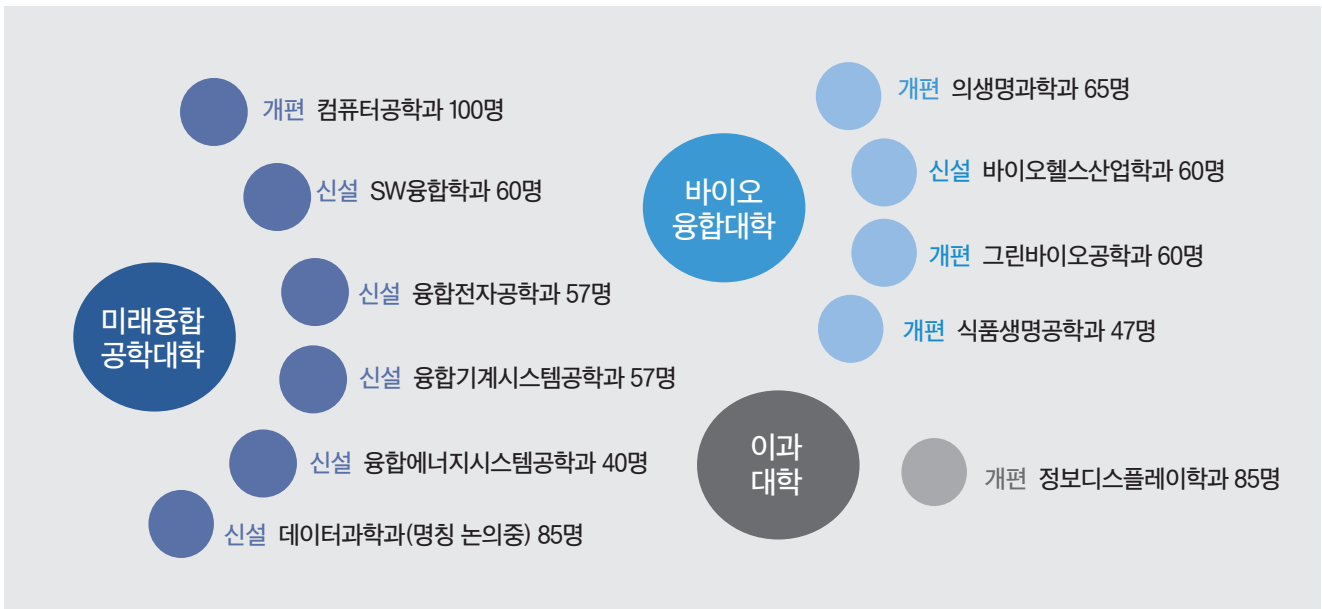 미래융합
공학대학
개편 컴퓨터공학과 100명
신설 SW융합학과 60명
신설 융합전자공학과 57명
신설 융합기계시스템공학과 57명
신설 융합에너지시스템공학과 40명
신설 데이터과학과(명칭 논의중) 85명
바이오
융합대학
개편 의생명과학과 65명
신설 바이오헬스산업학과 60명
개편 그린바이오공학과 60명
개편 식품생명공학과 47명
이과
대학
개편 정보디스플레이학과 85명